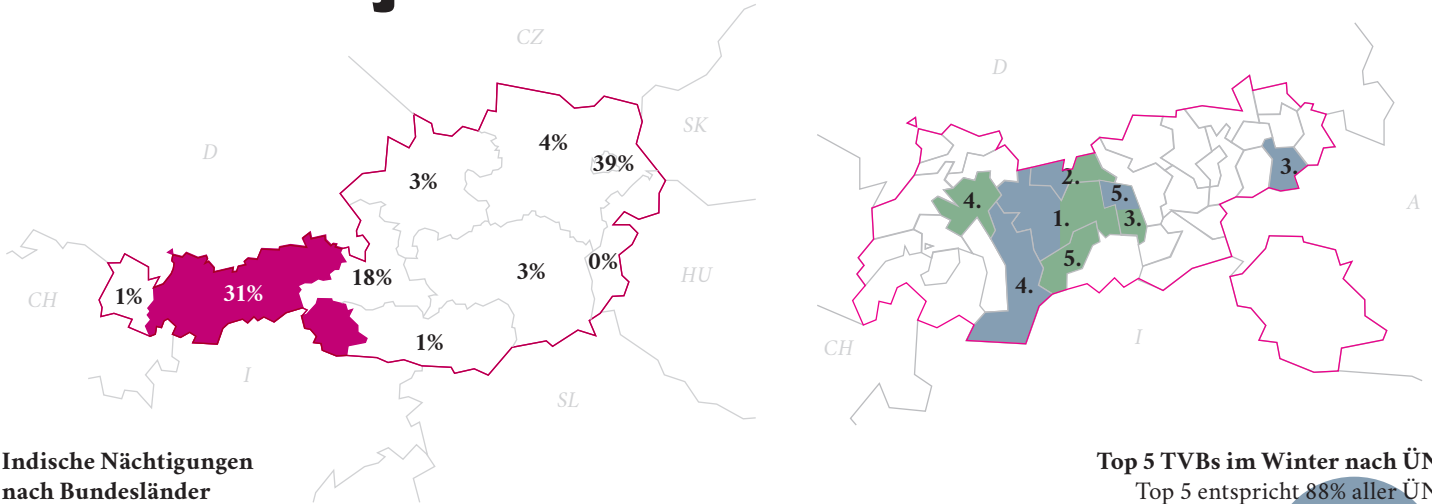 CZ
D
SK
4%
39%
3%
31%
18%
3%
0%
1%
1%
CH
HU
I
SL
Indische Nächtigungen
nach Bundesländer
D
2.
3.
4.
5.
1.
3.
5.
4.
A
CH
I
Top 5 TVBs im Winter nach
Top 5 entspricht 88% aller